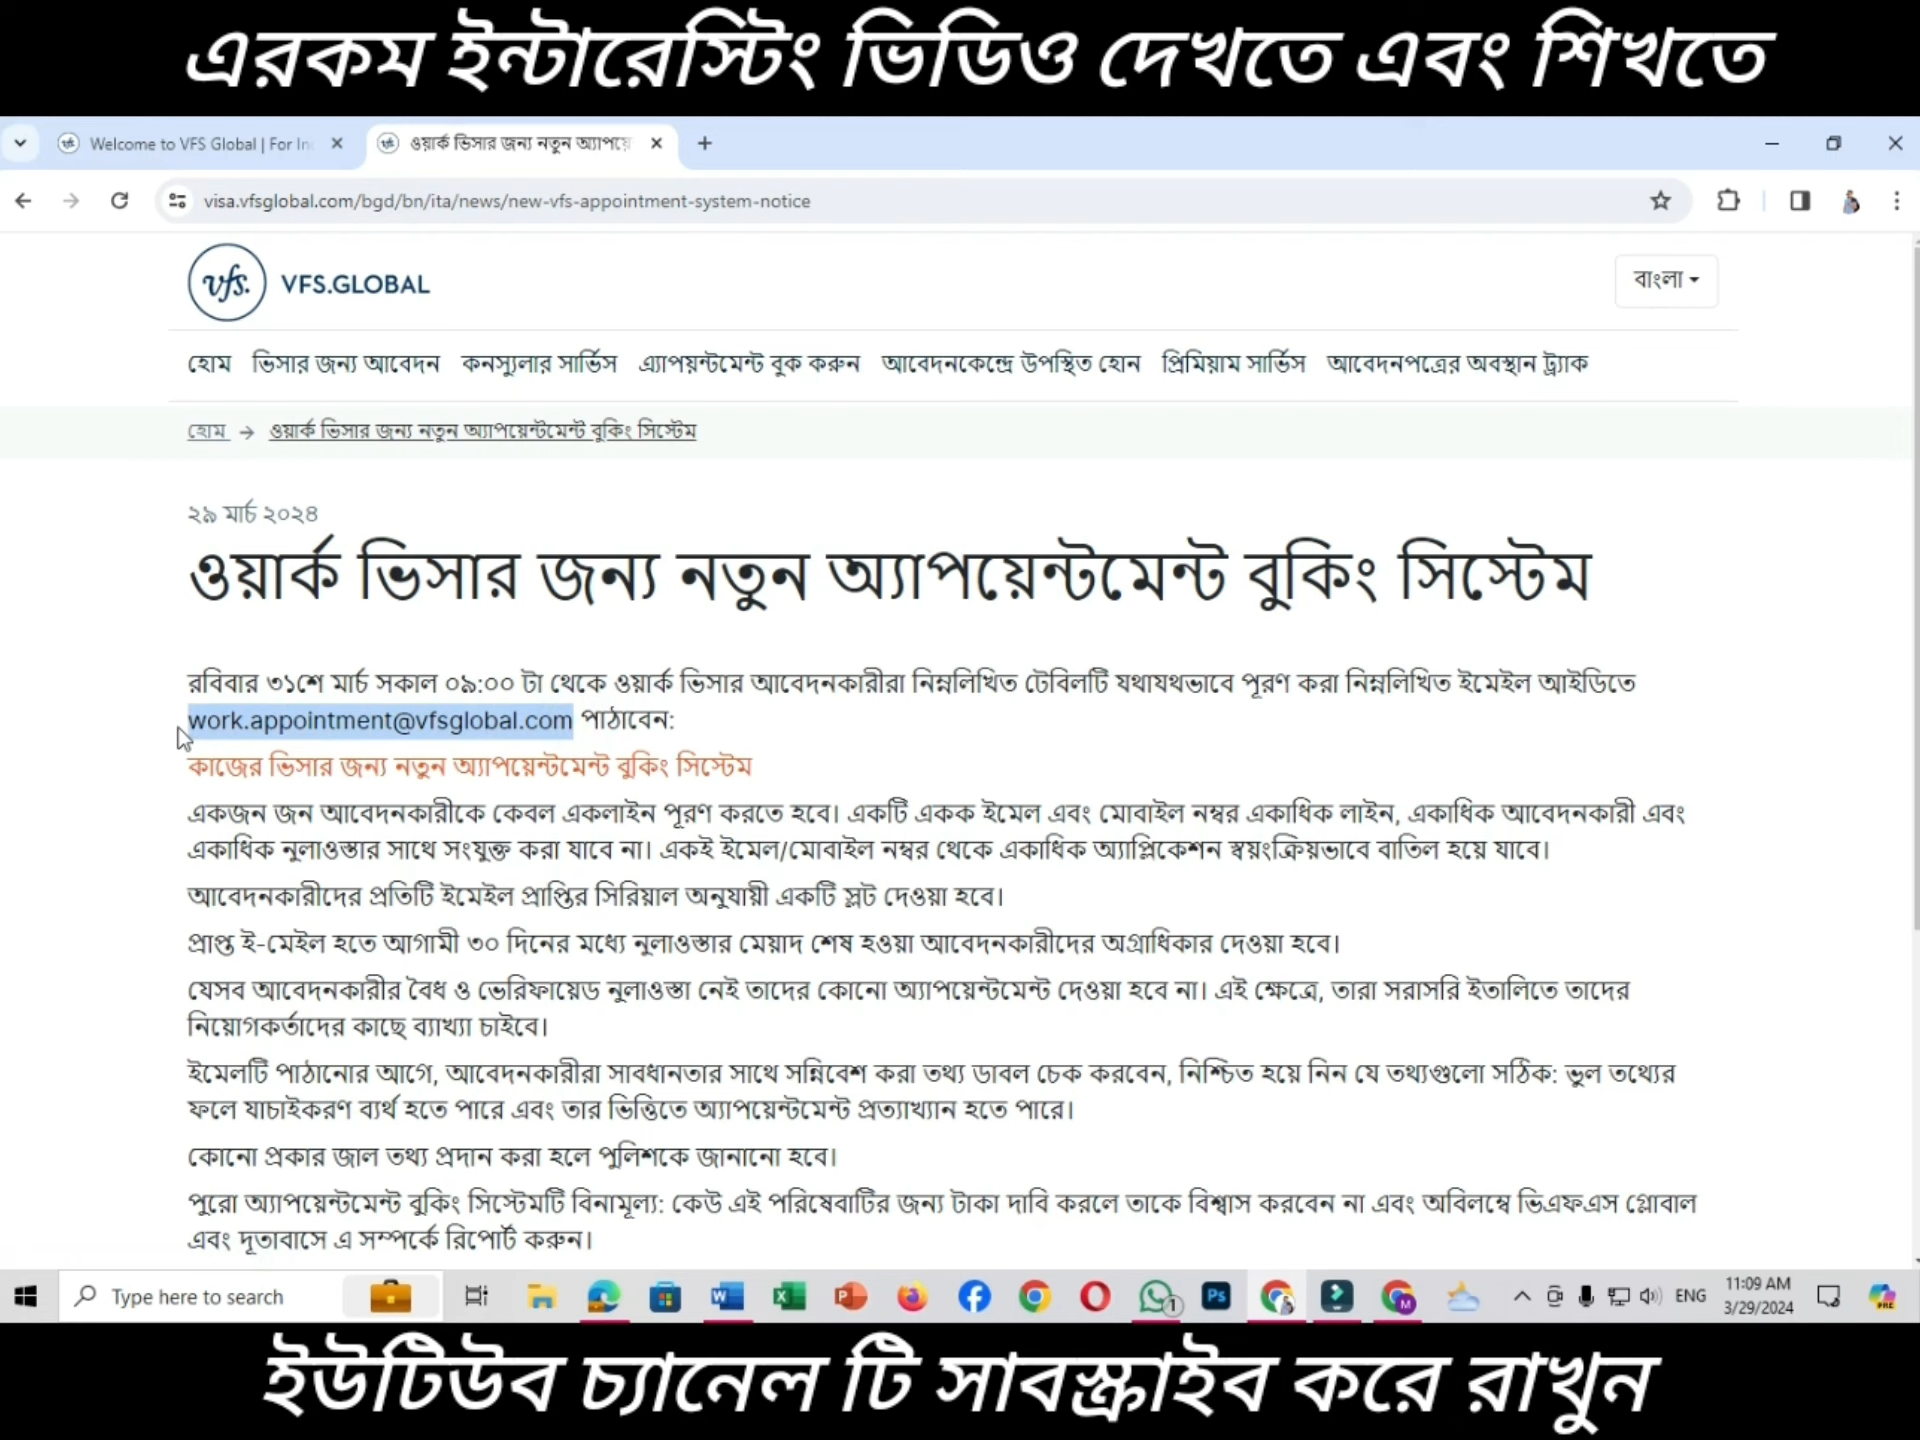 এরকম ইন্টারেস্টিং ভিডিও দেখতে এবং শিখতে
Welcome to VFS Global | For In
ওয়ার্ক ভিসার জন্য নতুন অ্যাপয়ে
visa.vfsglobal.com/bgd/bn/ita/news/new-vfs-appointment-system-notice
vfs. VFS.GLOBAL
বাংলা
হোম ভিসার জন্য আবেদন কনস্যুলার সার্ভিস এ্যাপয়ন্টমেন্ট বুক করুন আবেদনকেন্দ্রে উপস্থিত হোন প্রিমিয়াম সার্ভিস আবেদনপত্রের অবস্থান ট্র্যাক
হোম → ওয়ার্ক ভিসার জন্য নতুন অ্যাপয়েন্টমেন্ট বুকিং সিস্টেম
২৯ মার্চ ২০২৪
ওয়ার্ক ভিসার জন্য নতুন অ্যাপয়েন্টমেন্ট বুকিং সিস্টেম
রবিবার ৩১শে মার্চ সকাল ০৯:০০ টা থেকে ওয়ার্ক ভিসার আবেদনকারীরা নিম্নলিখিত টেবিলটি যথাযথভাবে পূরণ করা নিম্নলিখিত ইমেইল আইডিতে
work.appointment@vfsglobal.com পাঠাবেন:
কাজের ভিসার জন্য নতুন অ্যাপয়েন্টমেন্ট বুকিং সিস্টেম
একজন জন আবেদনকারীকে কেবল একলাইন পূরণ করতে হবে। একটি একক ইমেল এবং মোবাইল নম্বর একাধিক লাইন, একাধিক আবেদনকারী এবং
একাধিক নুলাওস্তার সাথে সংযুক্ত করা যাবে না। একই ইমেল/মোবাইল নম্বর থেকে একাধিক অ্যাপ্লিকেশন স্বয়ংক্রিয়ভাবে বাতিল হয়ে যাবে।
আবেদনকারীদের প্রতিটি ইমেইল প্রাপ্তির সিরিয়াল অনুযায়ী একটি স্লট দেওয়া হবে।
প্রাপ্ত ই-মেইল হতে আগামী ৩০ দিনের মধ্যে নুলাওস্তার মেয়াদ শেষ হওয়া আবেদনকারীদের অগ্রাধিকার দেওয়া হবে।
যেসব আবেদনকারীর বৈধ ও ভেরিফায়েড নুলাওস্তা নেই তাদের কোনো অ্যাপয়েন্টমেন্ট দেওয়া হবে না। এই ক্ষেত্রে, তারা সরাসরি ইতালিতে তাদের
নিয়োগকর্তাদের কাছে ব্যাখ্যা চাইবে।
ইমেলটি পাঠানোর আগে, আবেদনকারীরা সাবধানতার সাথে সন্নিবেশ করা তথ্য ডাবল চেক করবেন, নিশ্চিত হয়ে নিন যে তথ্যগুলো সঠিক: ভুল তথ্যের
ফলে যাচাইকরণ ব্যর্থ হতে পারে এবং তার ভিত্তিতে অ্যাপয়েন্টমেন্ট প্রত্যাখ্যান হতে পারে।
কোনো প্রকার জাল তথ্য প্রদান করা হলে পুলিশকে জানানো হবে।
পুরো অ্যাপয়েন্টমেন্ট বুকিং সিস্টেমটি বিনামূল্য: কেউ এই পরিষেবাটির জন্য টাকা দাবি করলে তাকে বিশ্বাস করবেন না এবং অবিলম্বে ভিএফএস গ্লোবাল
এবং দূতাবাসে এ সম্পর্কে রিপোর্ট করুন।
Type here to search
ENG
11:09 AM
3/29/2024
ইউটিউব চ্যানেল টি সাবস্ক্রাইব করে রাখুন